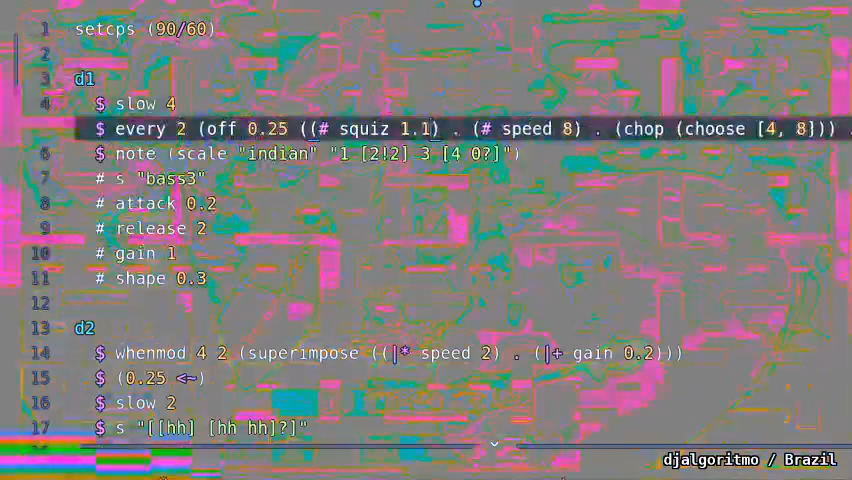 1 setcps (90/60)
2
3 d1
4 $ slow 4
$ every 2 (off 0.25 ((# squiz 1.1) . (# speed 8) . (chop (choose [4, 8])) .
6 $ note (scale "indian" "1 [2!2] 3 [4 0?]")
7 # s "bass3"
8 # attack 0.2
9 # release 2
10 # gain 1
11 # shape 0.3
12
13 d2
14 $ whenmod 4 2 (superimpose ((|* speed 2) . (|+ gain 0.2)))
15 $ (0.25 <~)
16 $ slow 2
17 $ s "[[hh] [hh hh]?]"
djalgoritmo / Brazil